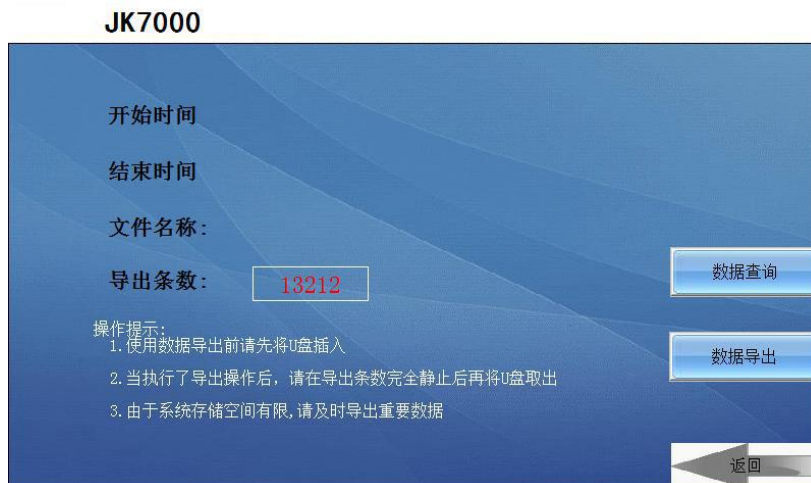 JK7000
开始时间
结束时间
文件名称:
导出条数: 13212
数据查询
操作提示:
1.使用数据导出前请先将U盘插入
数据导出
2.当执行了导出操作后，请在导出条数完全静止后再将U盘取出
3.由于系统存储空间有限,请及时导出重要数据
返回